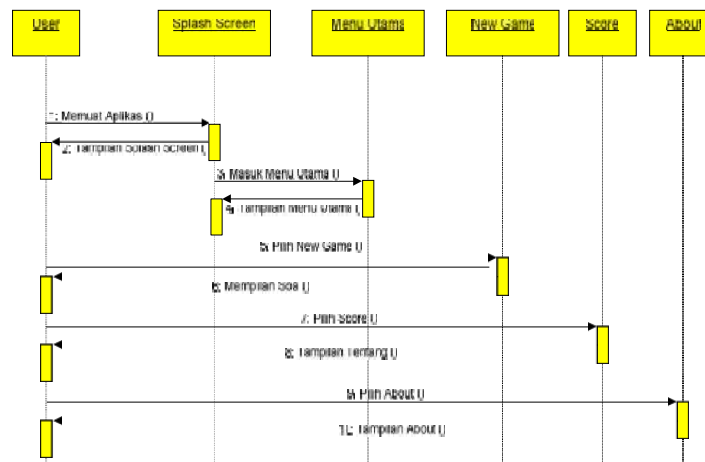 User
Splash Screen
Menu Utama
New Game
Score
About
1: Memuat Aplikas ()
2: Tampilan Splash Screen ()
3: Masuk Menu Utama ()
4: Tampilan Menu Utama ()
5: Pilih New Game ()
6: ()
7: Pilih Score ()
8: Tampilan Tentang ()
9: Pilih About ()
10: Tampilan About ()